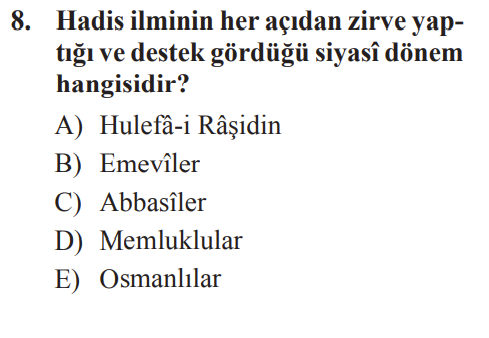 8. Hadis ilminin her açıdan zirve yap-
tığı ve destek gördüğü siyasî dönem
hangisidir?
A) Hulefâ-i Râşidin
B) Emevîler
C) Abbasîler
D) Memluklular
E) Osmanlılar